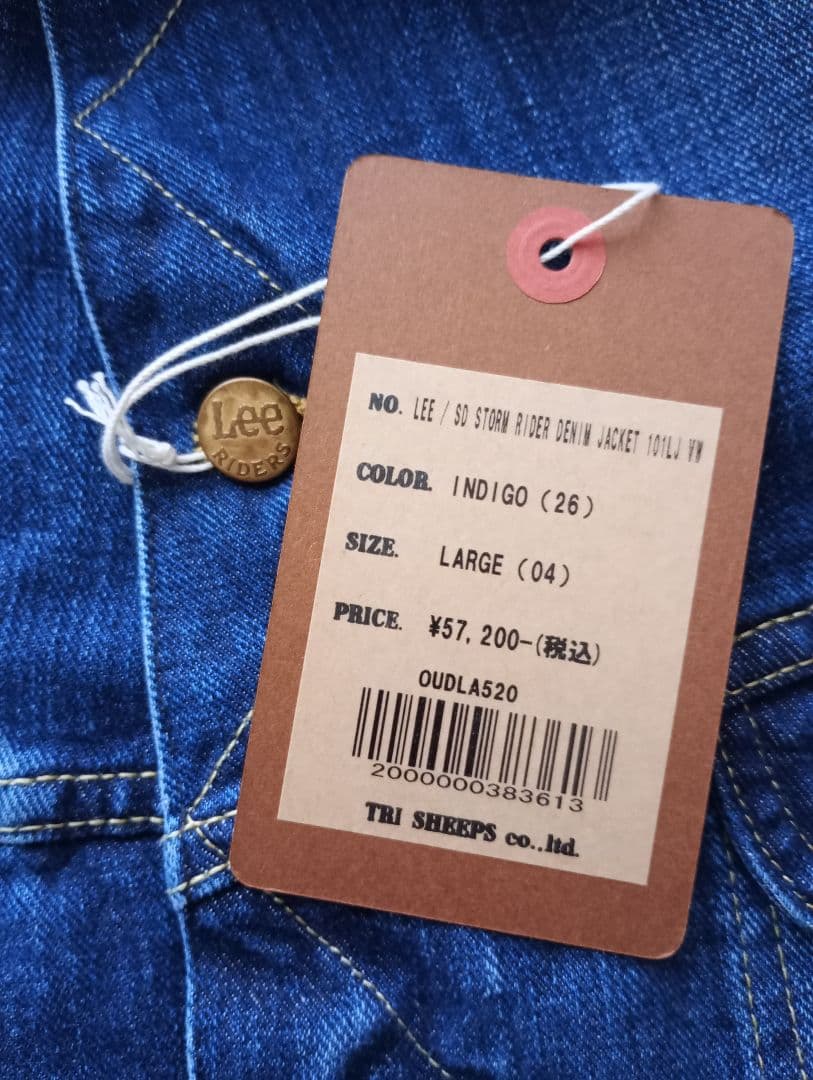 Lee
RIDERS
NO. LEE / SD STORM RIDER DENIM JACKET 101LJ VW
COLOR. INDIGO (26)
SIZE. LARGE (04)
PRICE. ¥57,200-(税込)
OUDLA520
2000000383613
TRI SHEEPS co.,ltd.